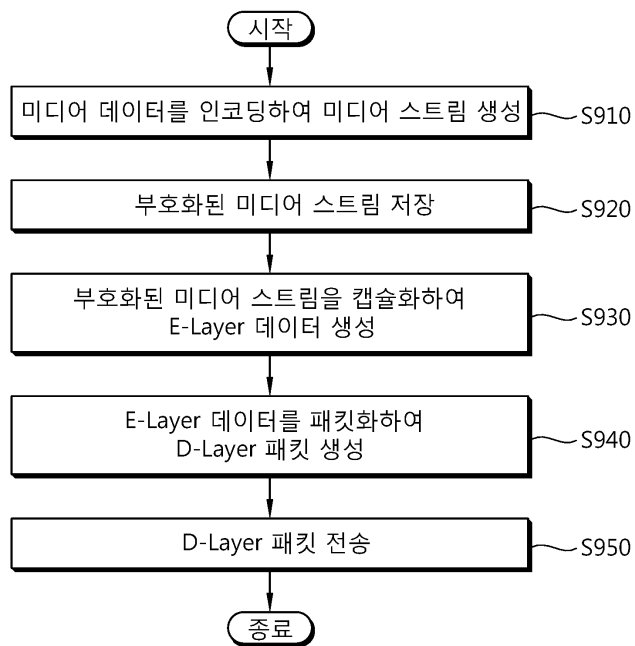 시작
미디어 데이터를 인코딩하여 미디어 스트림 생성
S910
부호화된 미디어 스트림 저장
S920
부호화된 미디어 스트림을 캡슐화하여
E-Layer 데이터 생성
S930
E-Layer 데이터를 패킷화하여
D-Layer 패킷 생성
S940
D-Layer 패킷 전송
S950
종료